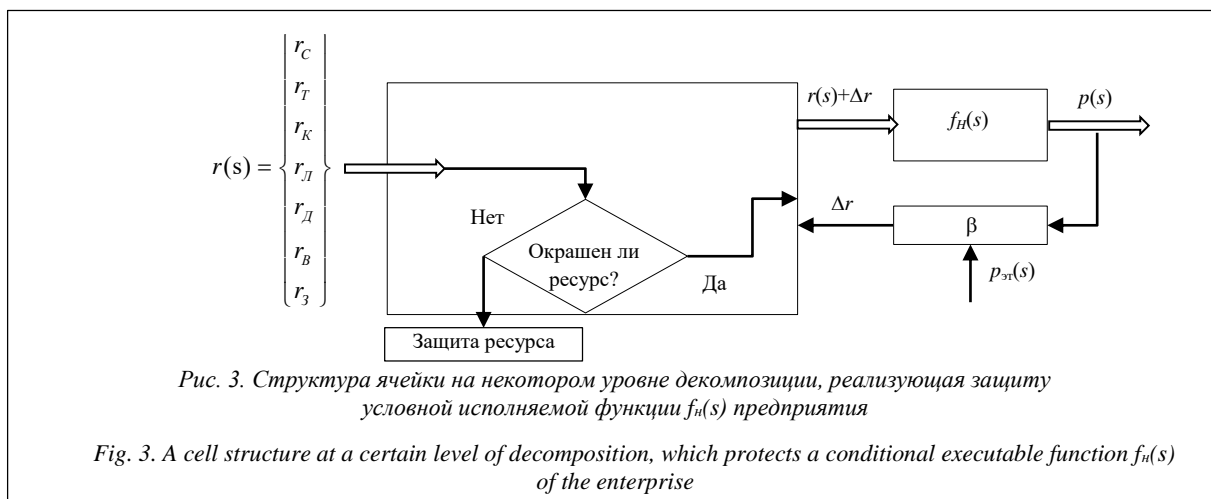 r(s) =
r_C
r_T
r_K
r_Л
r_Д
r_В
r_З
r(s)+Δr
f_H(s)
p(s)
Нет
Окрашен ли
ресурс?
Да
Δr
β
p_эт(s)
Защита ресурса
Рис. 3. Структура ячейки на некотором уровне декомпозиции, реализующая защиту
условной исполняемой функции f_н(s) предприятия
Fig. 3. A cell structure at a certain level of decomposition, which protects a conditional executable function f_н(s)
of the enterprise